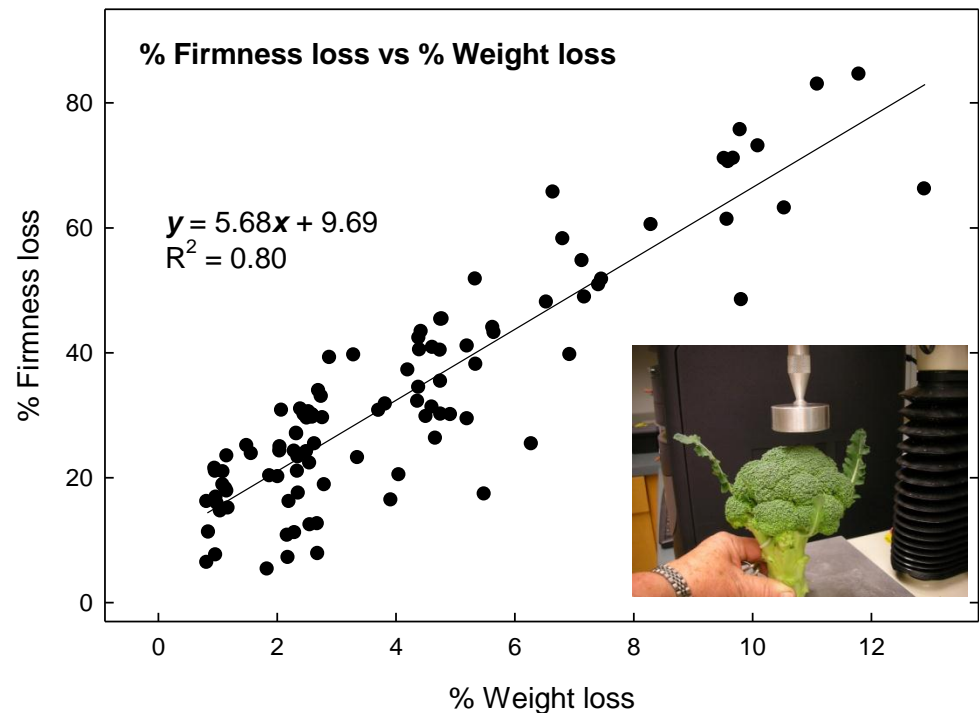 % Firmness loss vs % Weight loss
80
60
40
20
0
% Firmness loss
y = 5.68x + 9.69
R² = 0.80
0 2 4 6 8 10 12
% Weight loss